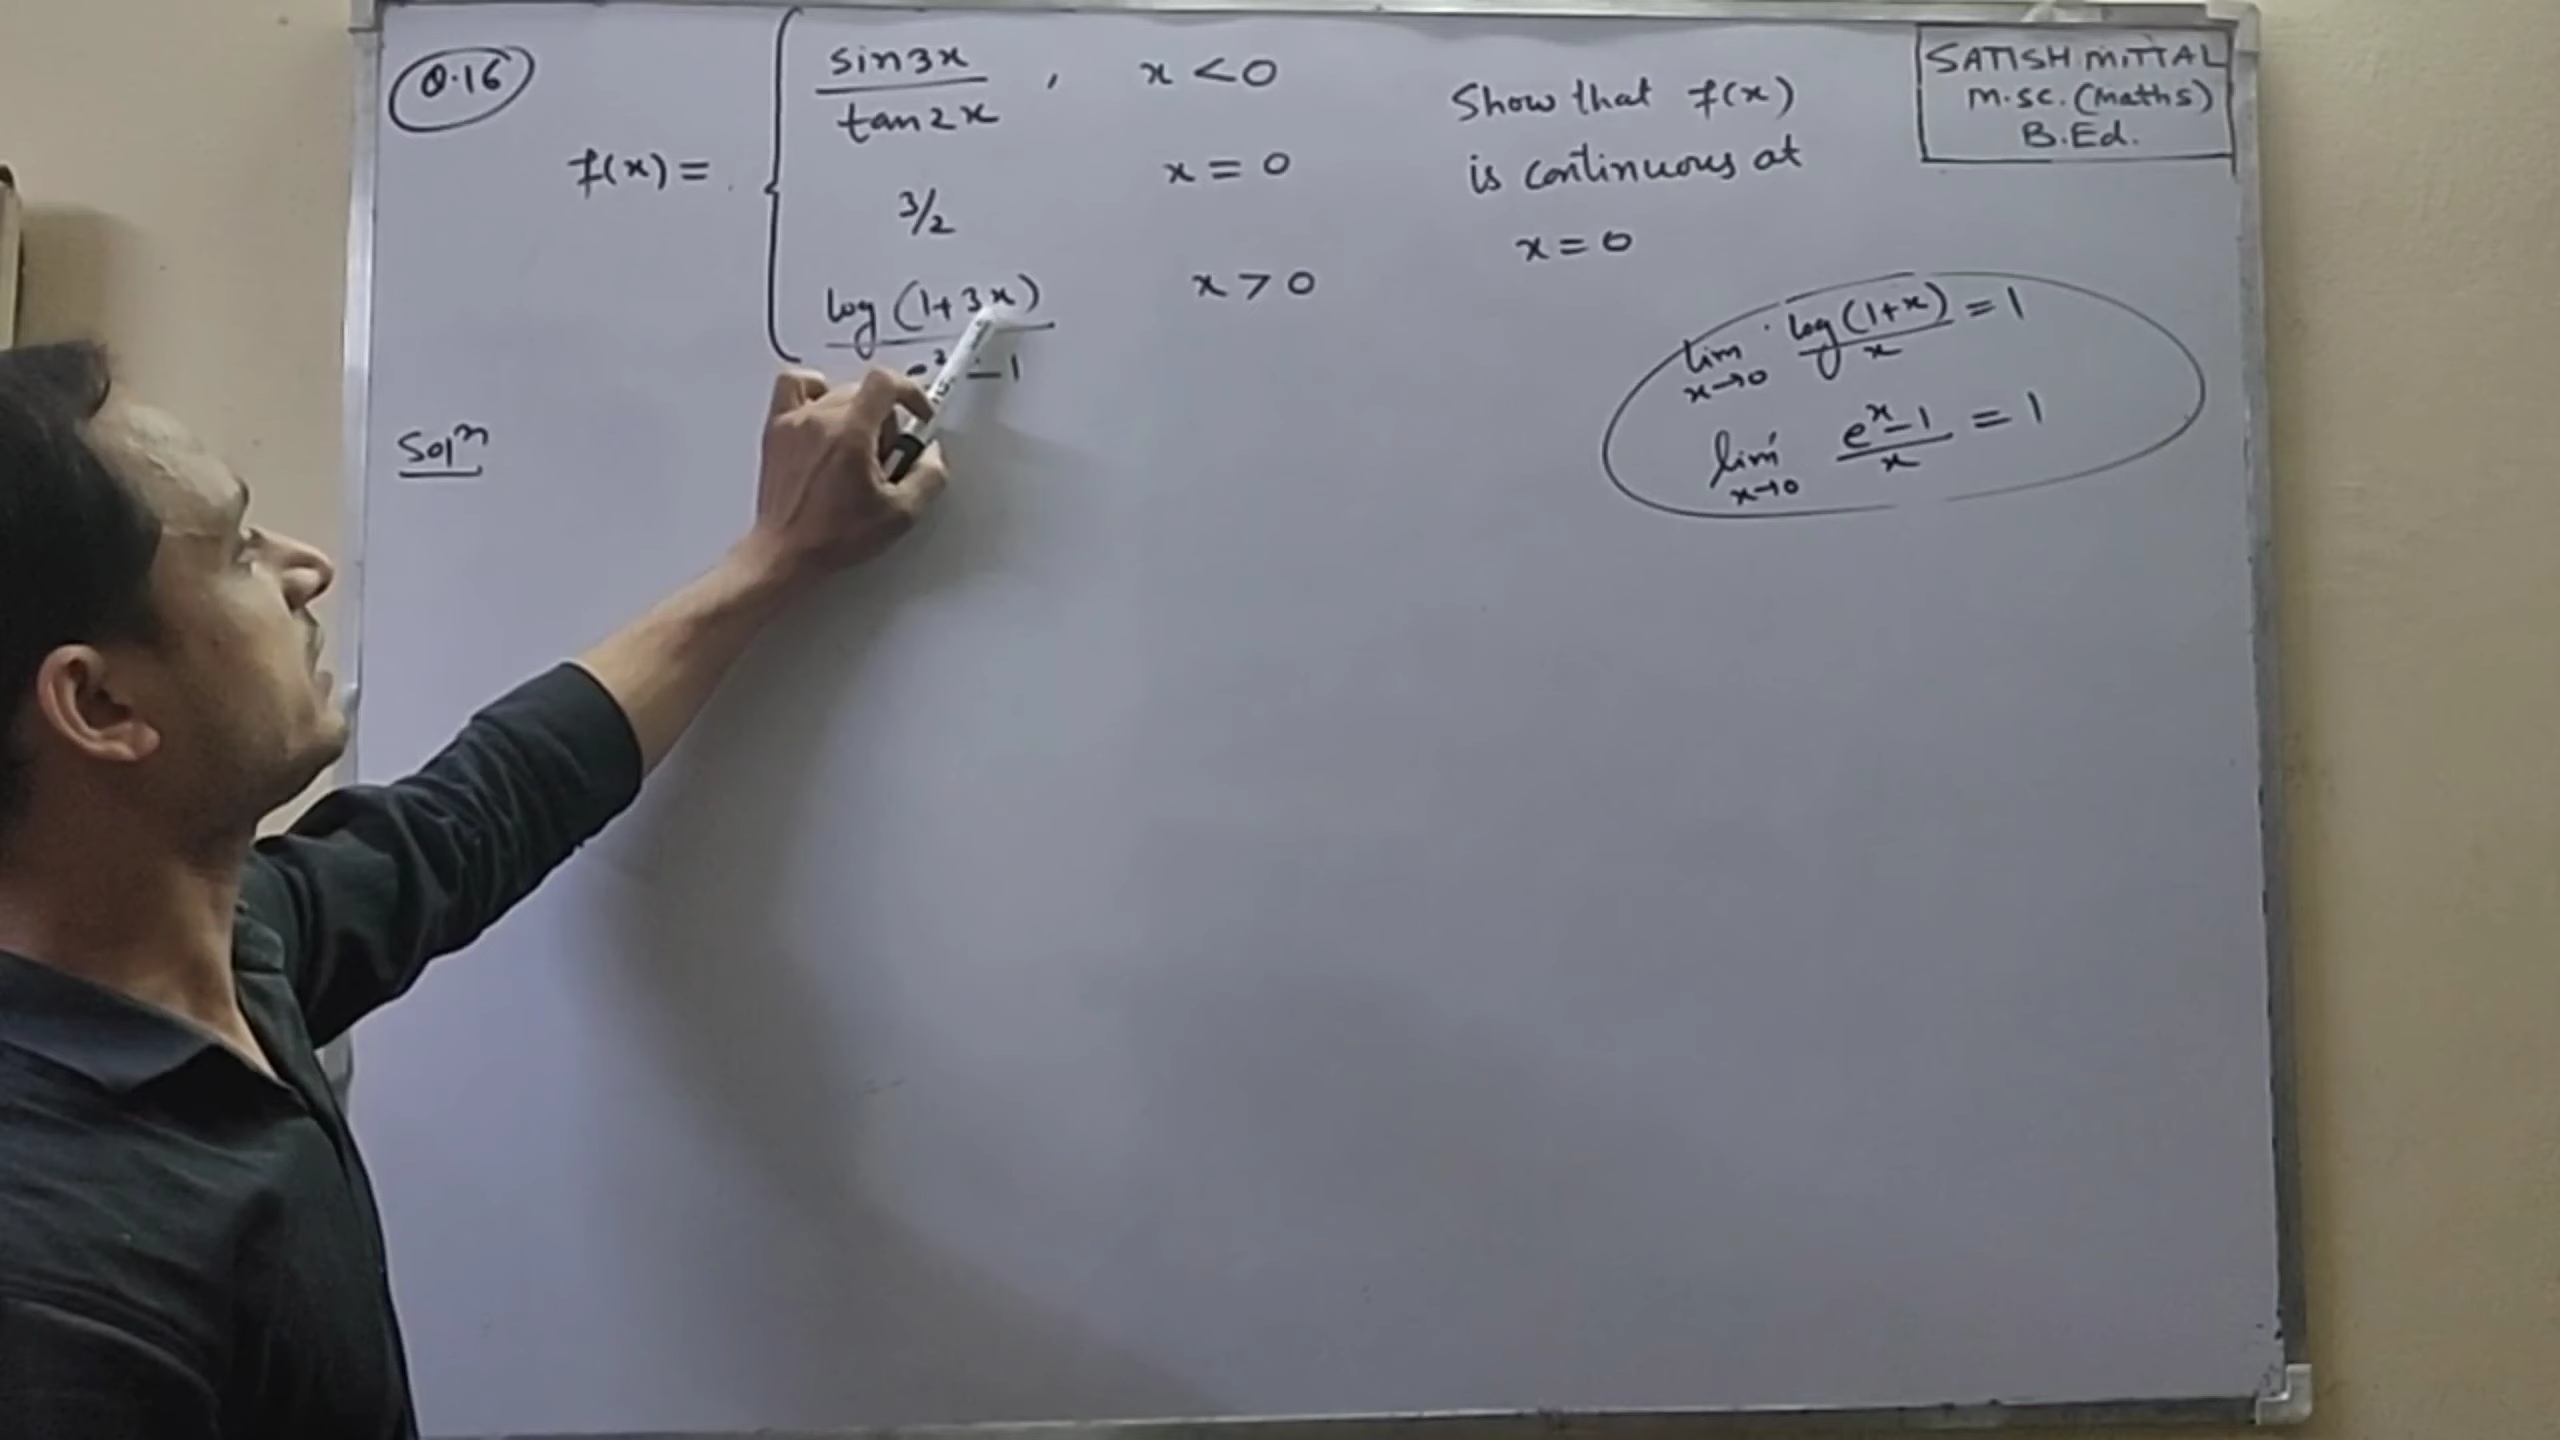 Q.16
f(x) =
sin3x
tan2x
, x < 0
3/2
x = 0
log (1+3x)
– 1
x > 0
Show that f(x)
is continuous at
x = 0
SATISH MITTAL
M.SC. (Maths)
B.Ed.
lim log (1+x) = 1
x→0 x
lim e^x – 1 = 1
x→0 x
Solⁿ